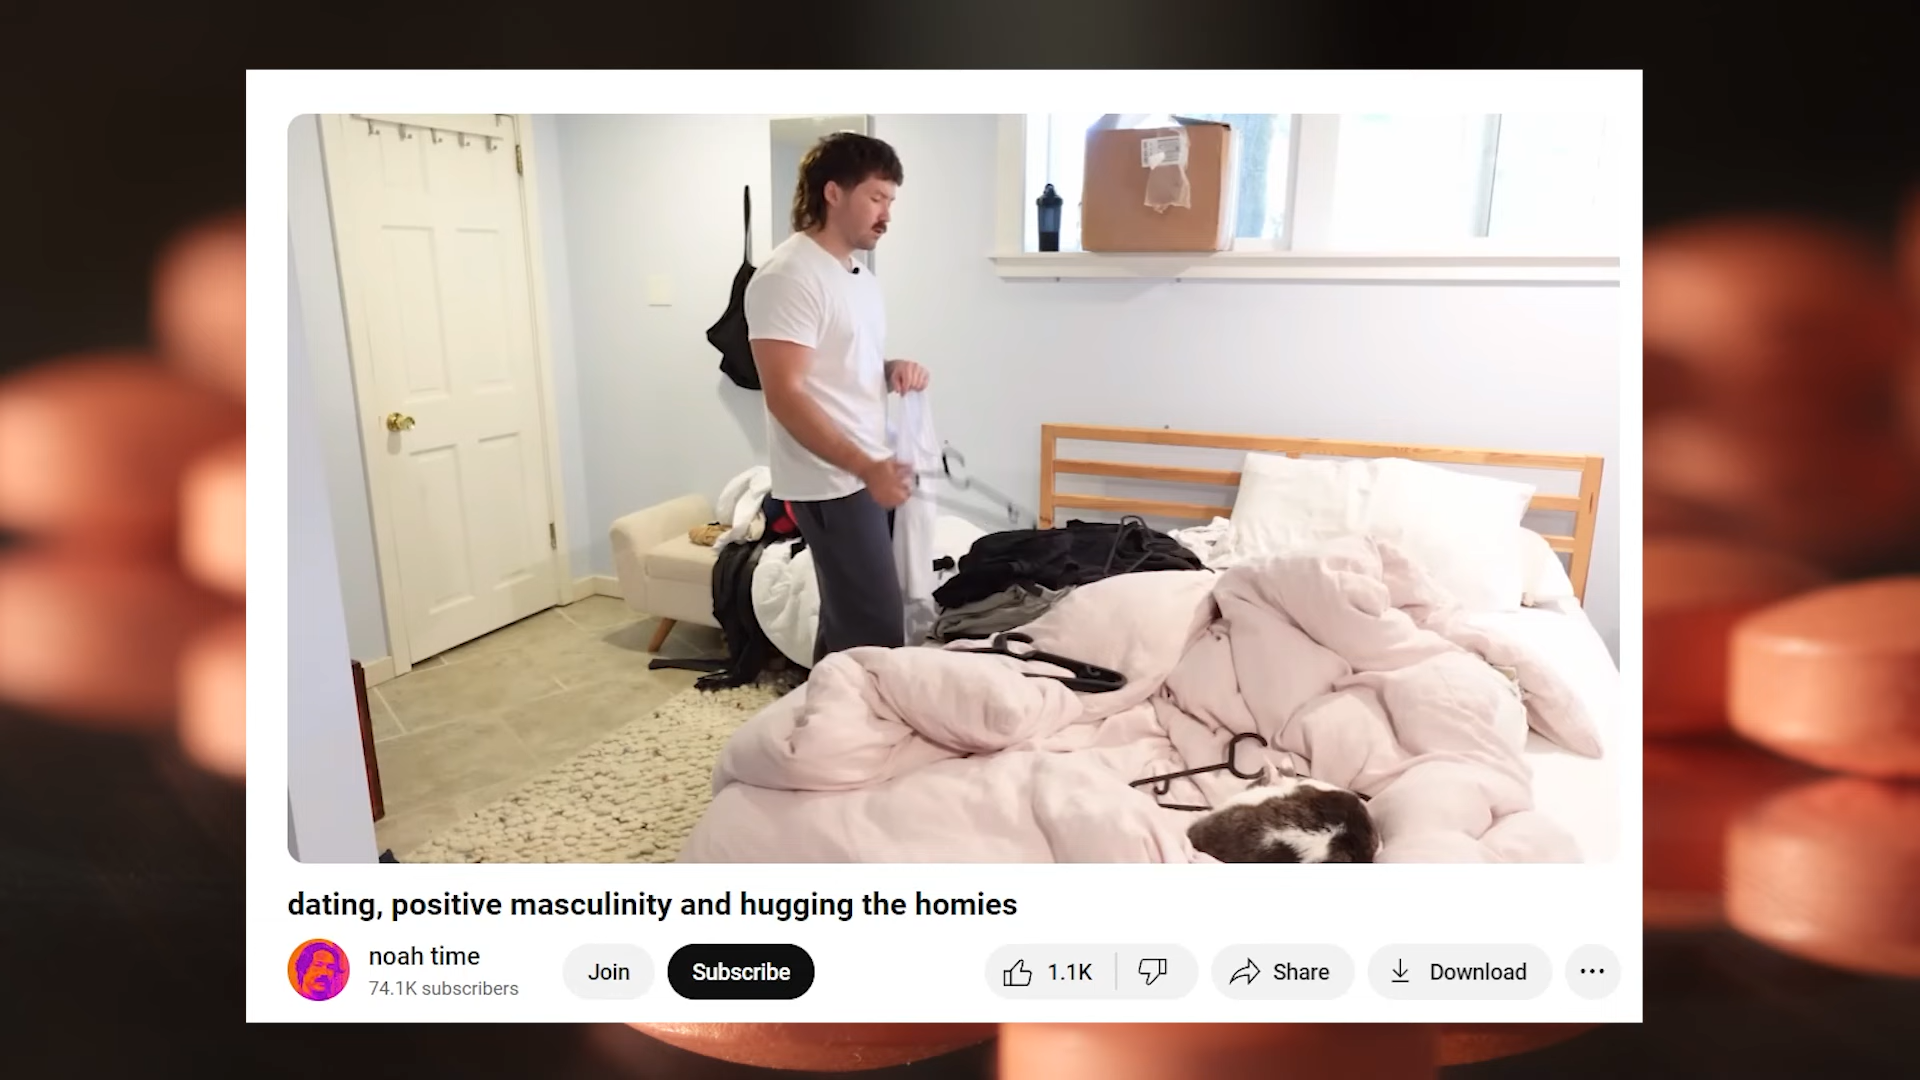 dating, positive masculinity and hugging the homies
noah time
74.1K subscribers
Join
Subscribe
1.1K
Share
Download